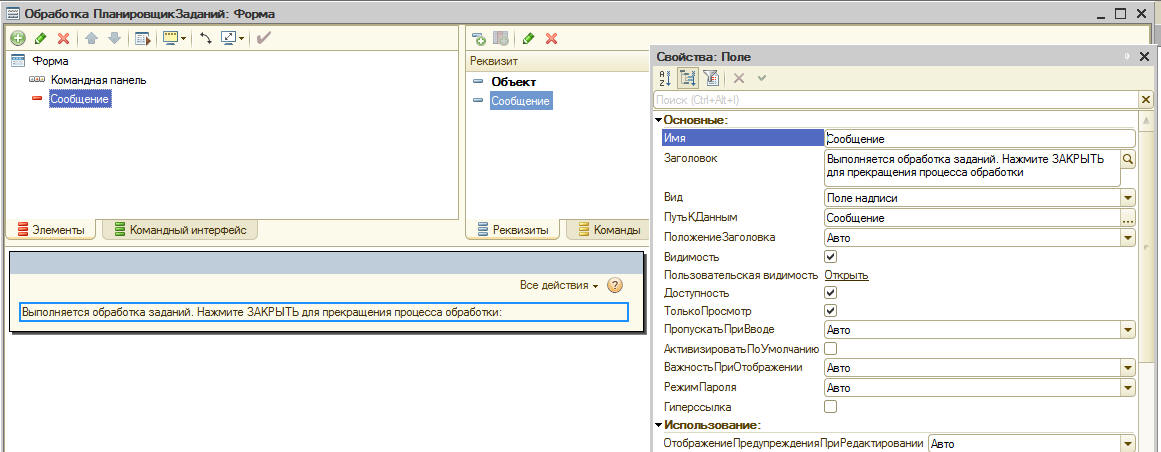 Обработка ПланировщикЗаданий: Форма
Форма
Командная панель
Сообщение
Элементы
Командный интерфейс
Реквизит
Объект
Сообщение
Реквизиты
Команды
Все действия
?
Выполняется обработка заданий. Нажмите ЗАКРЫТЬ для прекращения процесса обработки:
Свойства: Поле
Поиск (Ctrl+Alt+I)
Основные:
Имя Сообщение
Заголовок Выполняется обработка заданий. Нажмите ЗАКРЫТЬ
для прекращения процесса обработки
Вид Поле надписи
ПутьКДанным Сообщение ...
ПоложениеЗаголовка Авто
Видимость
Пользовательская видимость Открыть
Доступность
ТолькоПросмотр
ПропускатьПриВводе Авто
АктивизироватьПоУмолчанию
ВажностьПриОтображении Авто
РежимПароля Авто
Гиперссылка
Использование:
ОтображениеПредупрежденияПриРедактировании Авто